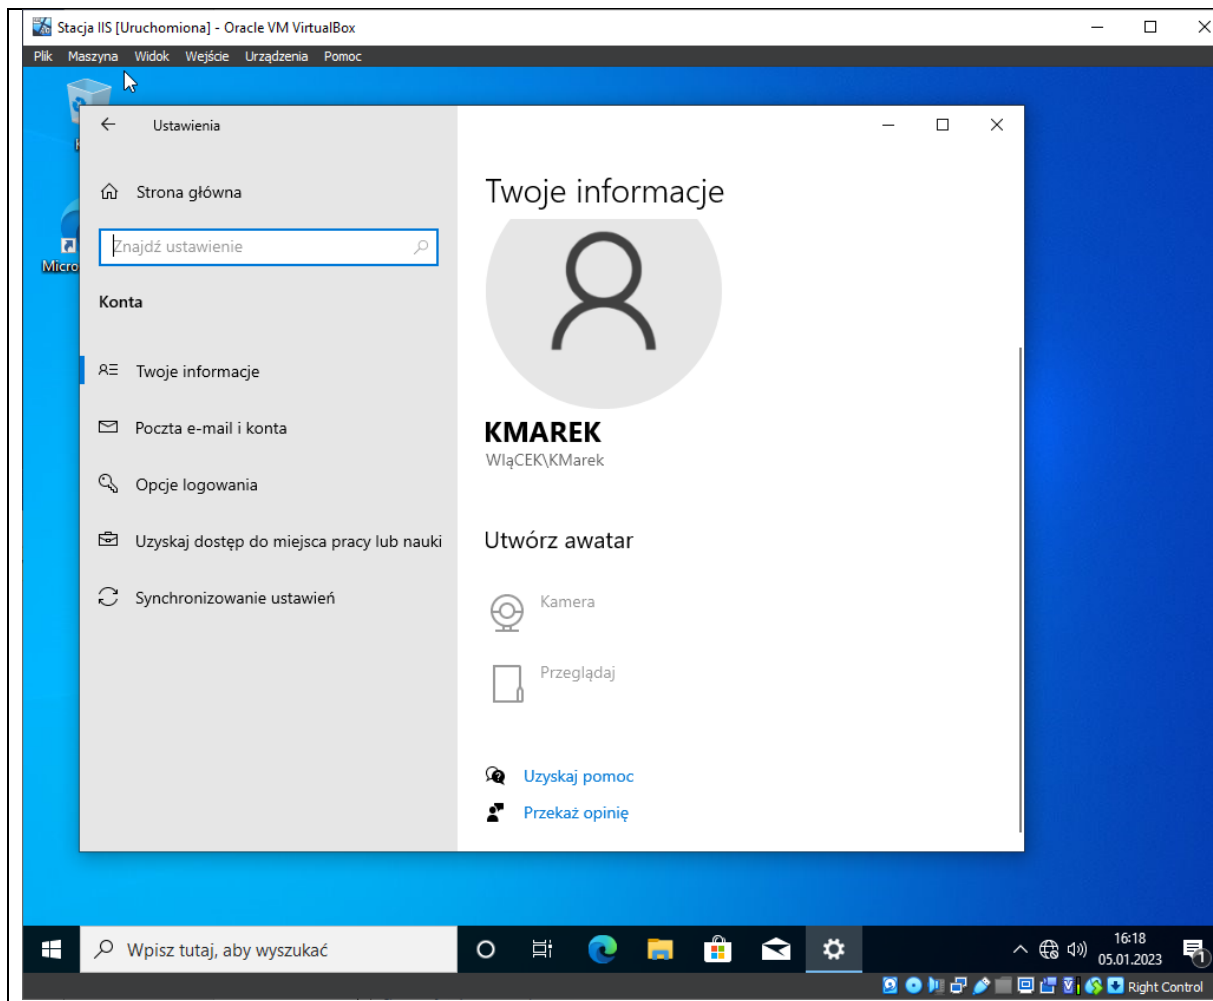 Stacja IIS [Uruchomiona] - Oracle VM VirtualBox
Plik Maszyna Widok Wejście Urządzenia Pomoc
Ustawienia
Strona główna
Znajdź ustawienie
Micro
Konta
Twoje informacje
Poczta e-mail i konta
Opcje logowania
Uzyskaj dostęp do miejsca pracy lub nauki
Synchronizowanie ustawień
Twoje informacje
KMAREK
WIąCEK\KMarek
Utwórz awatar
Kamera
Przeglądaj
Uzyskaj pomoc
Przekaż opinię
Wpisz tutaj, aby wyszukać
16:18
05.01.2023
1
Right Control